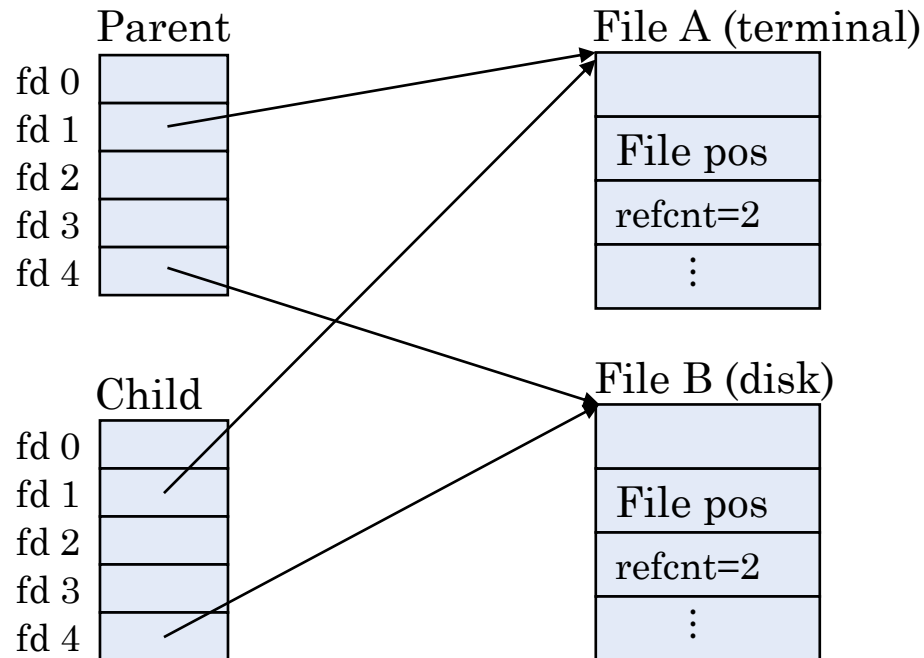 Parent
fd 0
fd 1
fd 2
fd 3
fd 4
File A (terminal)
File pos
refcnt=2
⋮
Child
fd 0
fd 1
fd 2
fd 3
fd 4
File B (disk)
File pos
refcnt=2
⋮